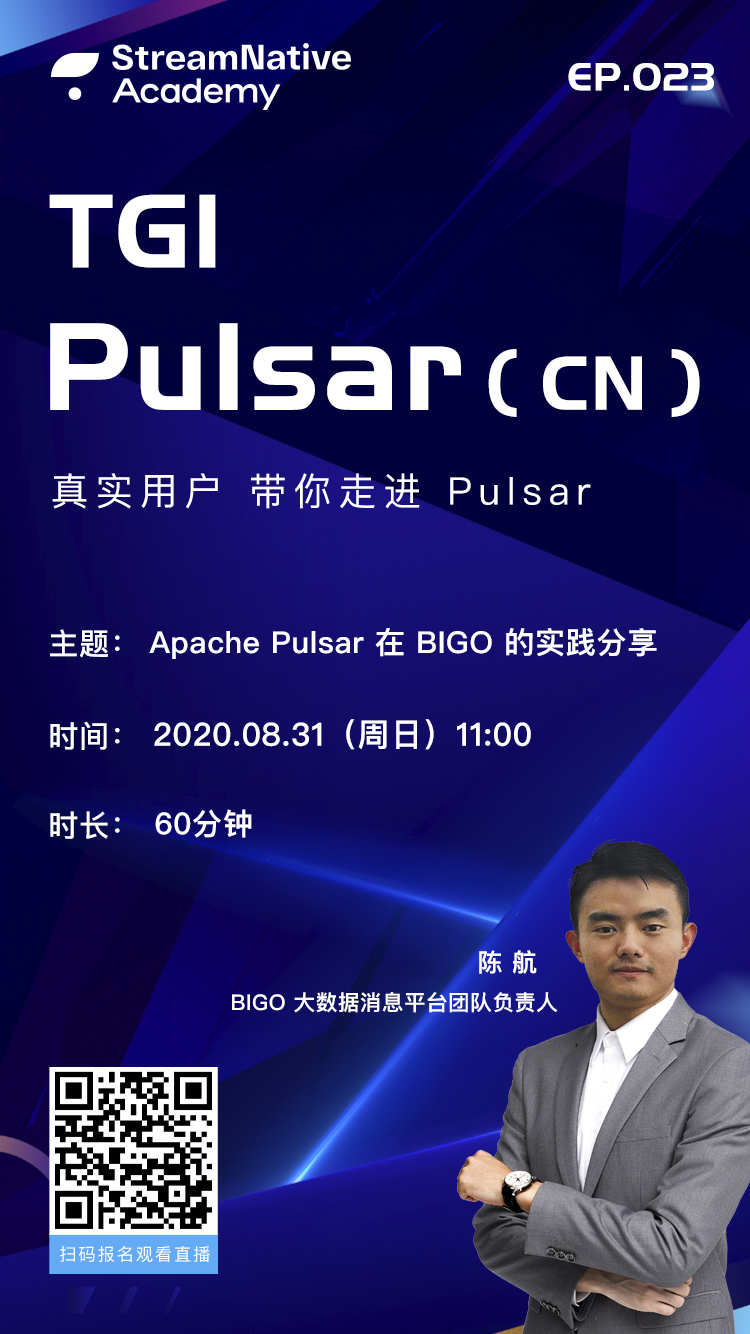 StreamNative
Academy
EP.023
TGI
Pulsar ( CN )
真实用户 带你走进 Pulsar
主题： Apache Pulsar 在 BIGO 的实践分享
时间： 2020.08.31（周日）11:00
时长： 60分钟
陈 航
BIGO 大数据消息平台团队负责人
扫码报名观看直播